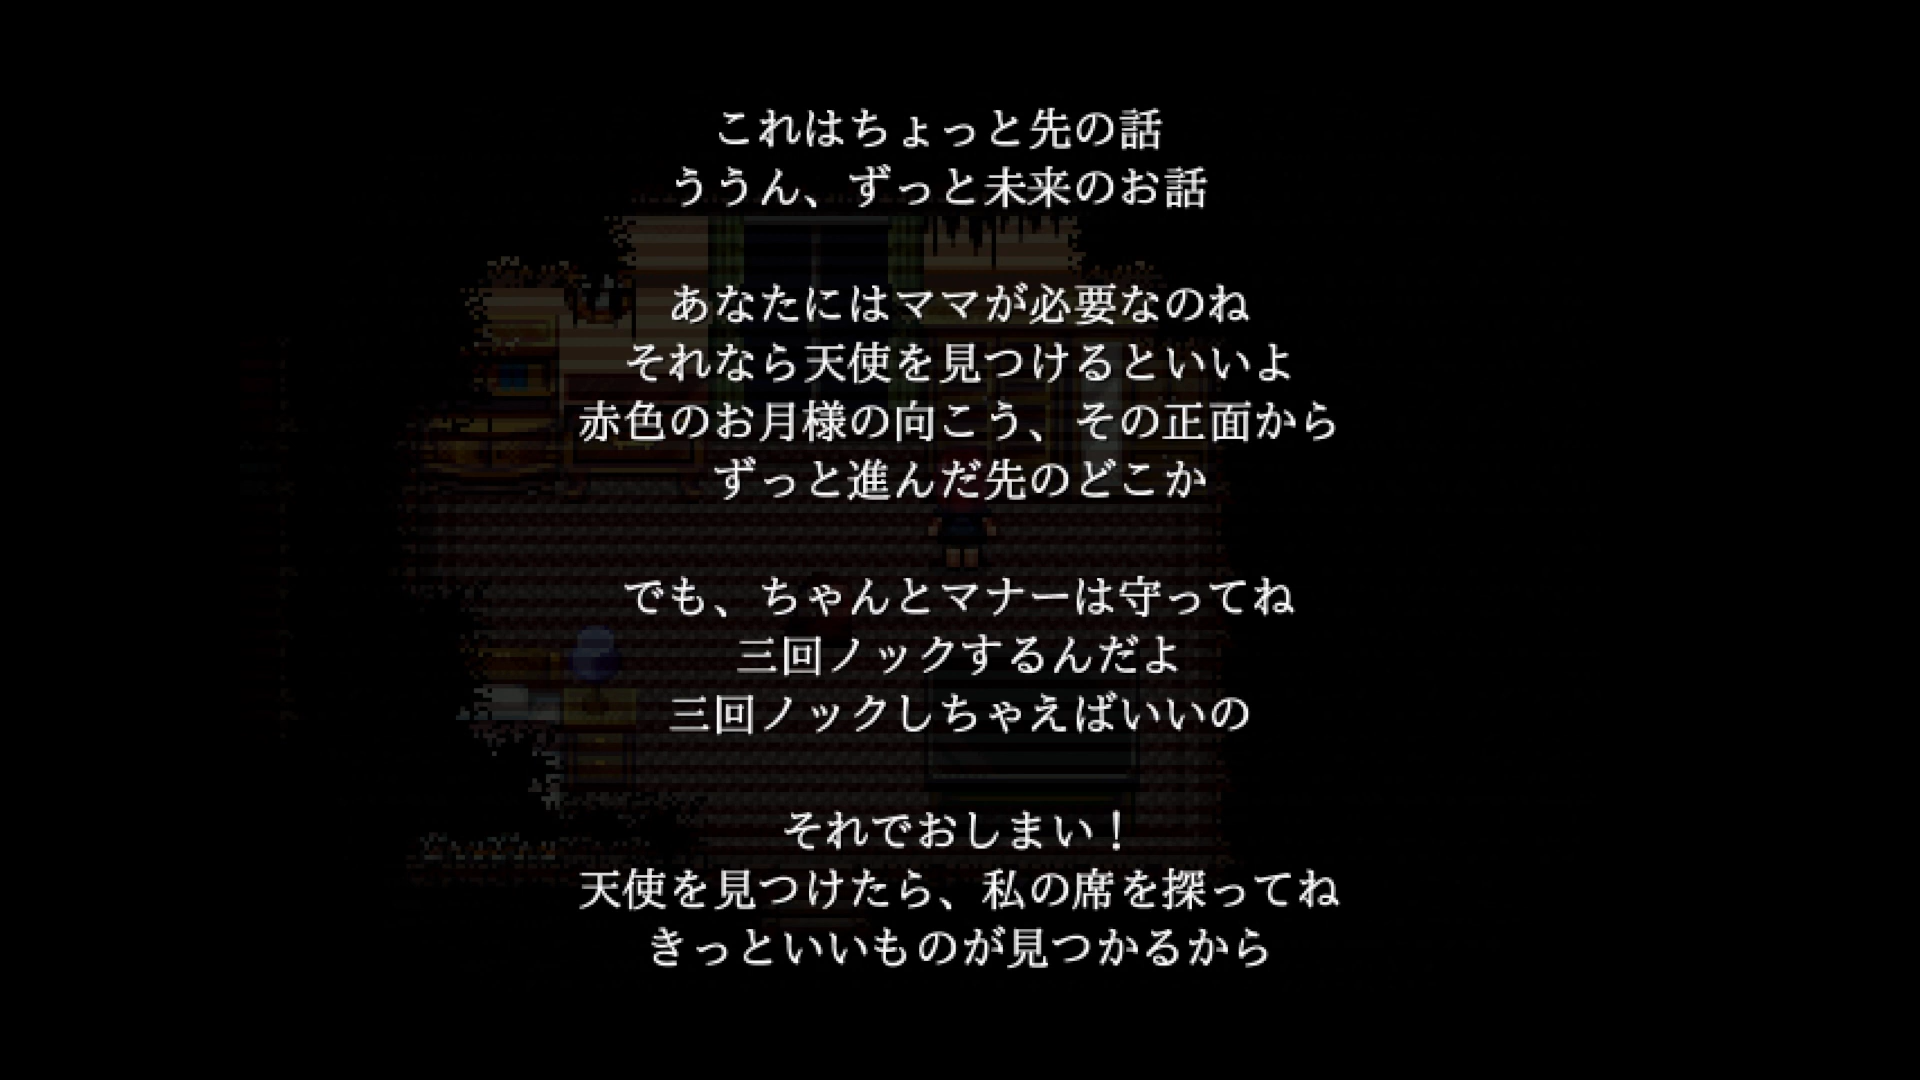 これはちょっと先の話
ううん、ずっと未来のお話
あなたにはママが必要なのね
それなら天使を見つけるといいよ
赤色のお月様の向こう、その正面から
ずっと進んだ先のどこか
でも、ちゃんとマナーは守ってね
三回ノックするんだよ
三回ノックしちゃえばいいの
それでおしまい！
天使を見つけたら、私の席を探ってね
きっといいものが見つかるから